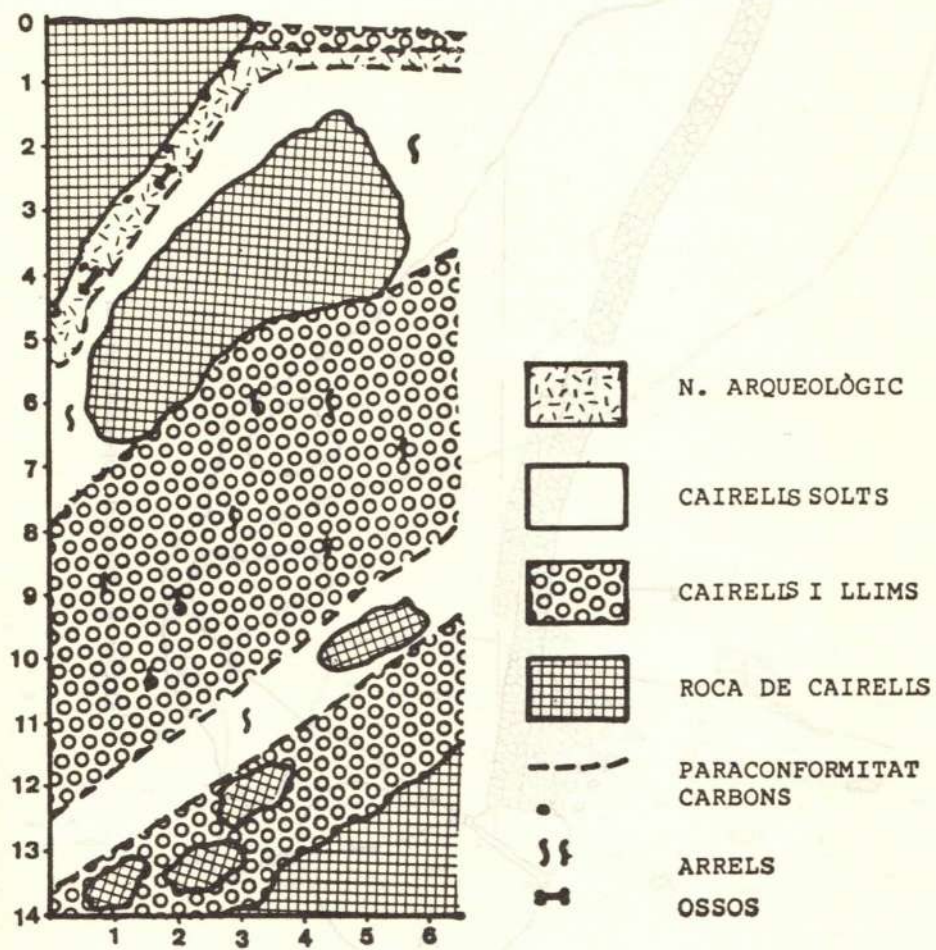 0
1
2
3
4
5
6
7
8
9
10
11
12
13
14
1 2 3 4 5 6
N. ARQUEOLÒGIC
CAIRELLS SOLTS
CAIRELLS I LLIMS
ROCA DE CAIRELLS
PARACONFORMITAT
CARBONS
ARRELS
OSSOS